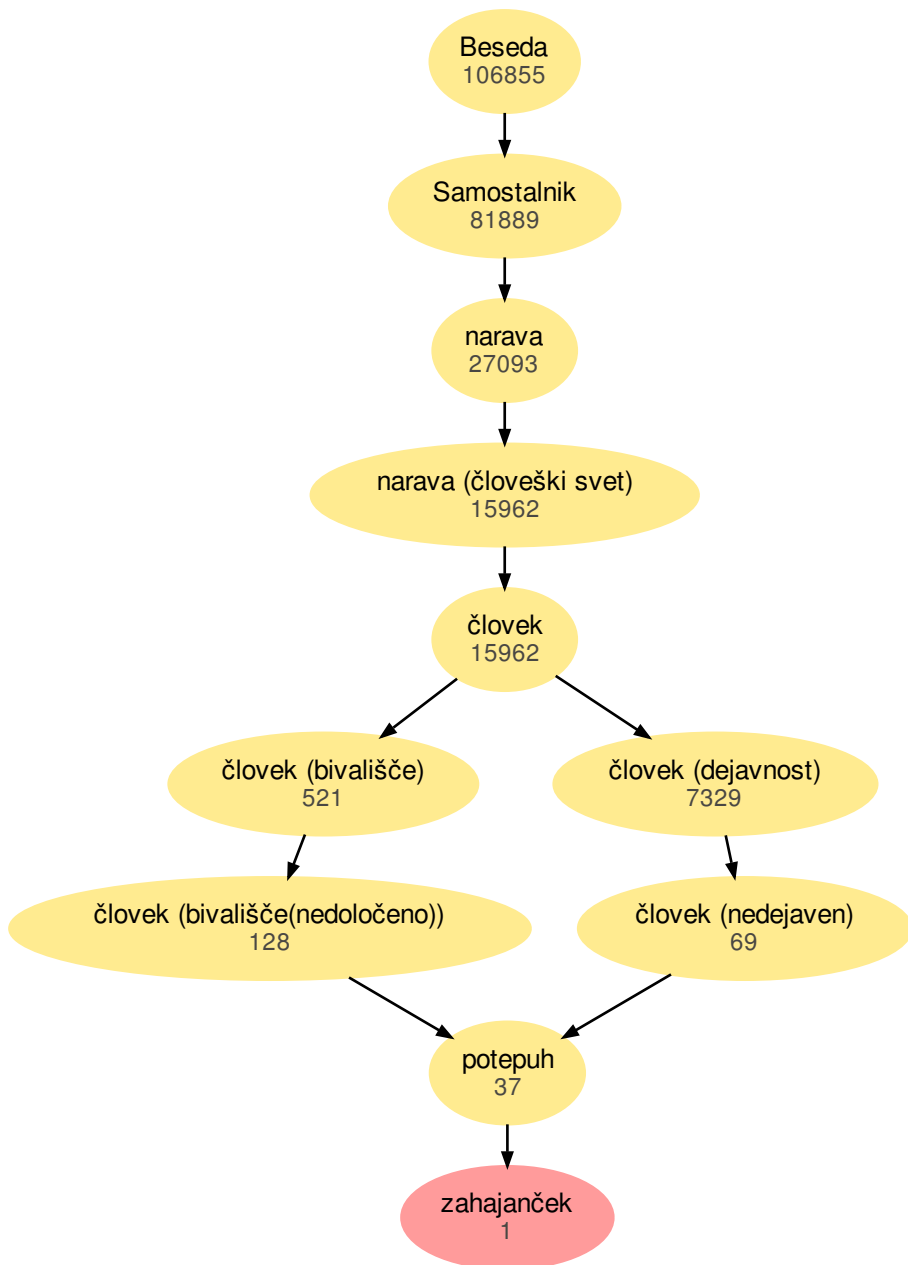 Beseda
106855
Samostalnik
81889
narava
27093
narava (človeški svet)
15962
človek
15962
človek (bivališče)
521
človek (dejavnost)
7329
človek (bivališče(nedoločeno))
128
človek (nedejaven)
69
potepuh
37
zahajanček
1